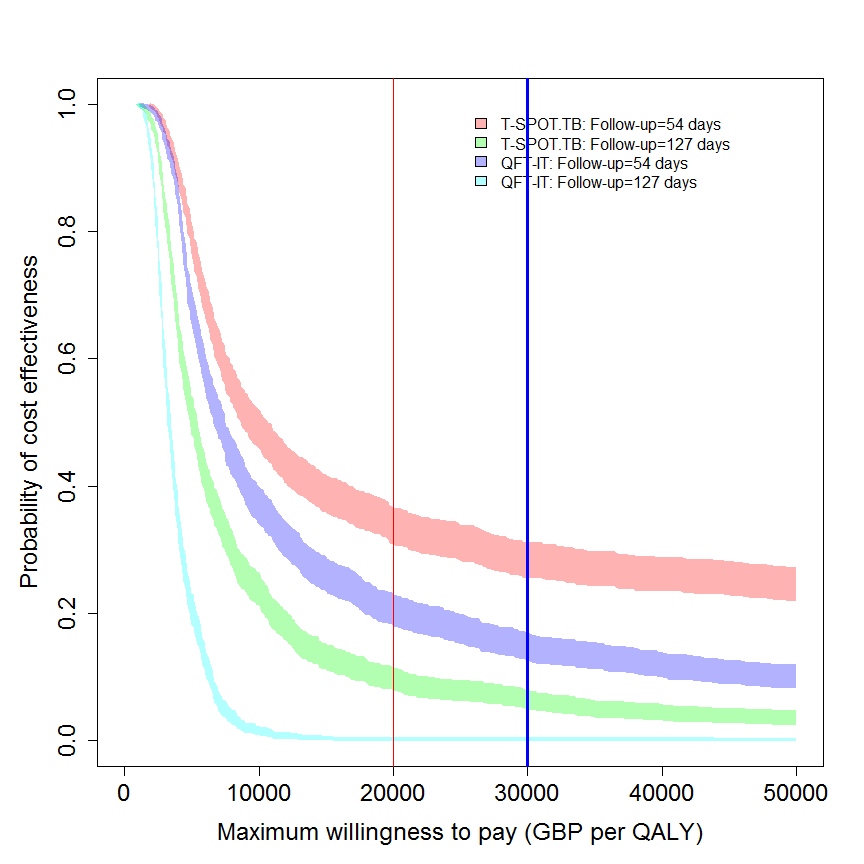 T-SPOT.TB: Follow-up=54 days
T-SPOT.TB: Follow-up=127 days
QFT-IT: Follow-up=54 days
QFT-IT: Follow-up=127 days
Probability of cost effectiveness
1.0
0.8
0.6
0.4
0.2
0.0
0 10000 20000 30000 40000 50000
Maximum willingness to pay (GBP per QALY)